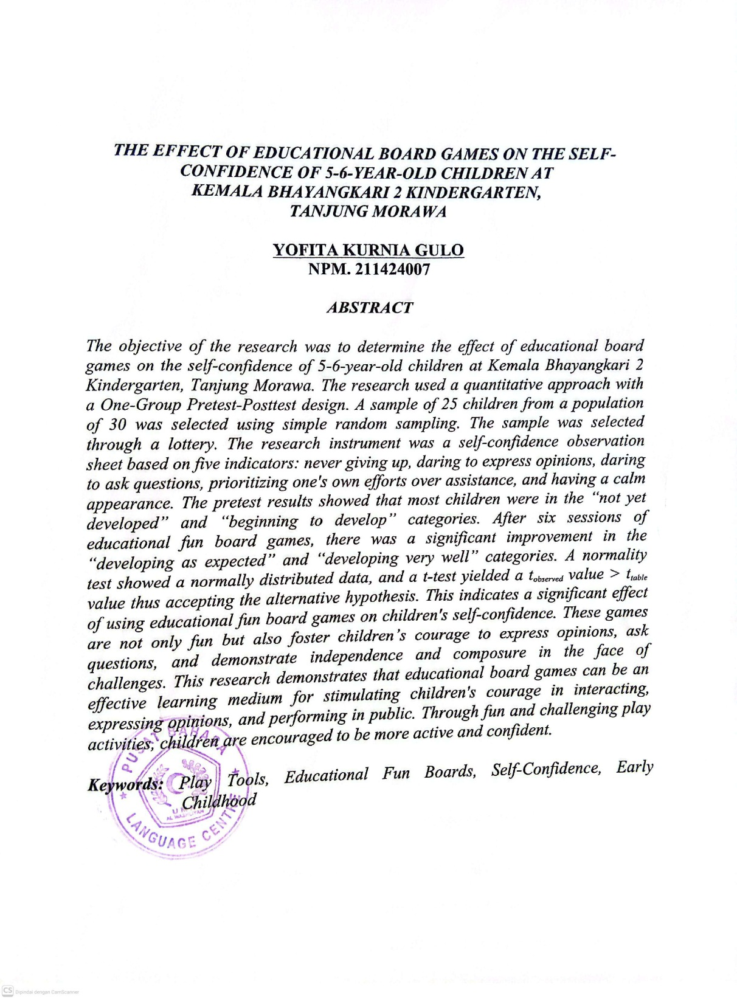 THE EFFECT OF EDUCATIONAL BOARD GAMES ON THE SELF-
CONFIDENCE OF 5-6-YEAR-OLD CHILDREN AT
KEMALA BHAYANGKARI 2 KINDERGARTEN,
TANJUNG MORAWA
YOFITA KURNIA GULO
NPM. 211424007
ABSTRACT
The objective of the research was to determine the effect of educational board
games on the self-confidence of 5-6-year-old children at Kemala Bhayangkari 2
Kindergarten, Tanjung Morawa. The research used a quantitative approach with
a One-Group Pretest-Posttest design. A sample of 25 children from a population
of 30 was selected using simple random sampling. The sample was selected
through a lottery. The research instrument was a self-confidence observation
sheet based on five indicators: never giving up, daring to express opinions, daring
to ask questions, prioritizing one's own efforts over assistance, and having a calm
appearance. The pretest results showed that most children were in the “not yet
developed” and “beginning to develop” categories. After six sessions of
educational fun board games, there was a significant improvement in the
“developing as expected” and “developing very well” categories. A normality
test showed a normally distributed data, and a t-test yielded a tobserved value > ttable
value thus accepting the alternative hypothesis. This indicates a significant effect
of using educational fun board games on children's self-confidence. These games
are not only fun but also foster children’s courage to express opinions, ask
questions, and demonstrate independence and composure in the face of
challenges. This research demonstrates that educational board games can be an
effective learning medium for stimulating children's courage in interacting,
expressing opinions, and performing in public. Through fun and challenging play
activities, children are encouraged to be more active and confident.
Keywords: Play Tools, Educational Fun Boards, Self-Confidence, Early
Childhood
PUSAT BAHASA
AL WASHLIYAH
LANGUAGE CENTRE
CS Dipindai dengan CamScanner